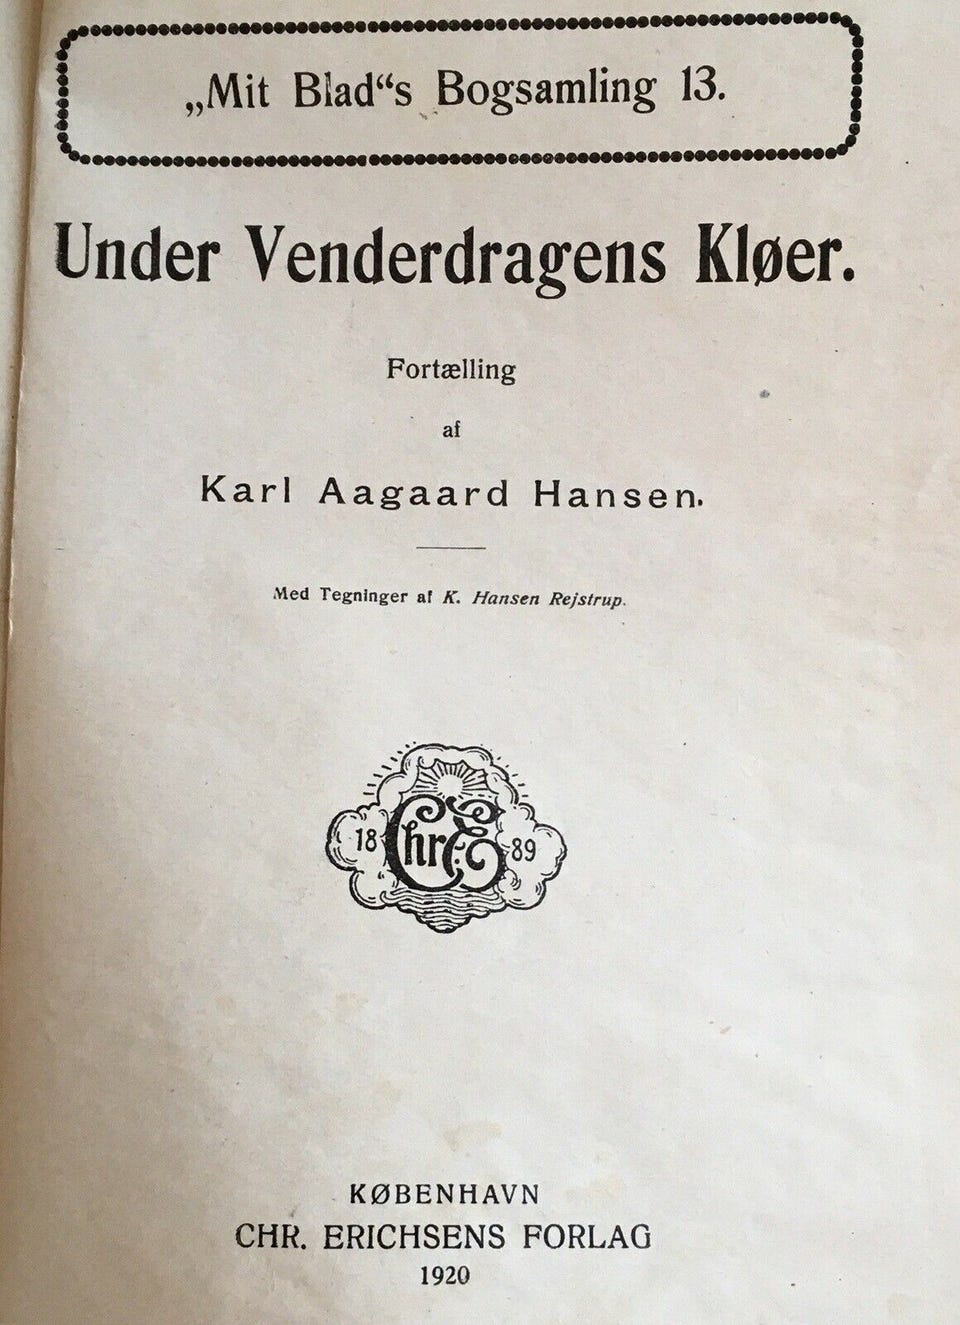 „Mit Blad“s Bogsamling 13.
Under Venderdragens Kløer.
Fortælling
af
Karl Aagaard Hansen.
Med Tegninger af K. Hansen Rejstrup.
18 Chr. E. 89
KØBENHAVN
CHR. ERICHSENS FORLAG
1920